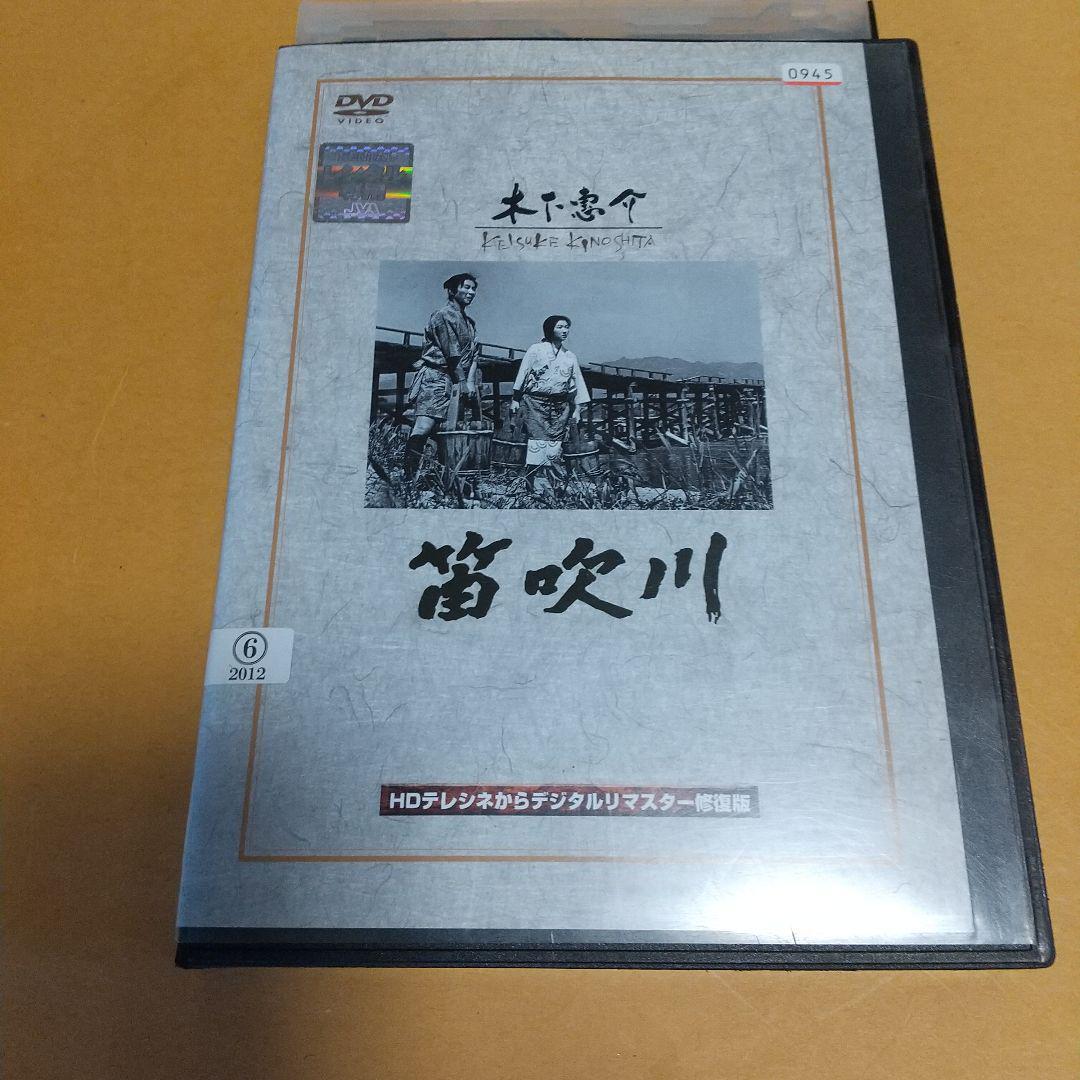 0945
DVD
VIDEO
JVA
木下惠介
KEISUKE KINOSHITA
笛吹川
6
2012
HDテレシネからデジタルリマスター修復版